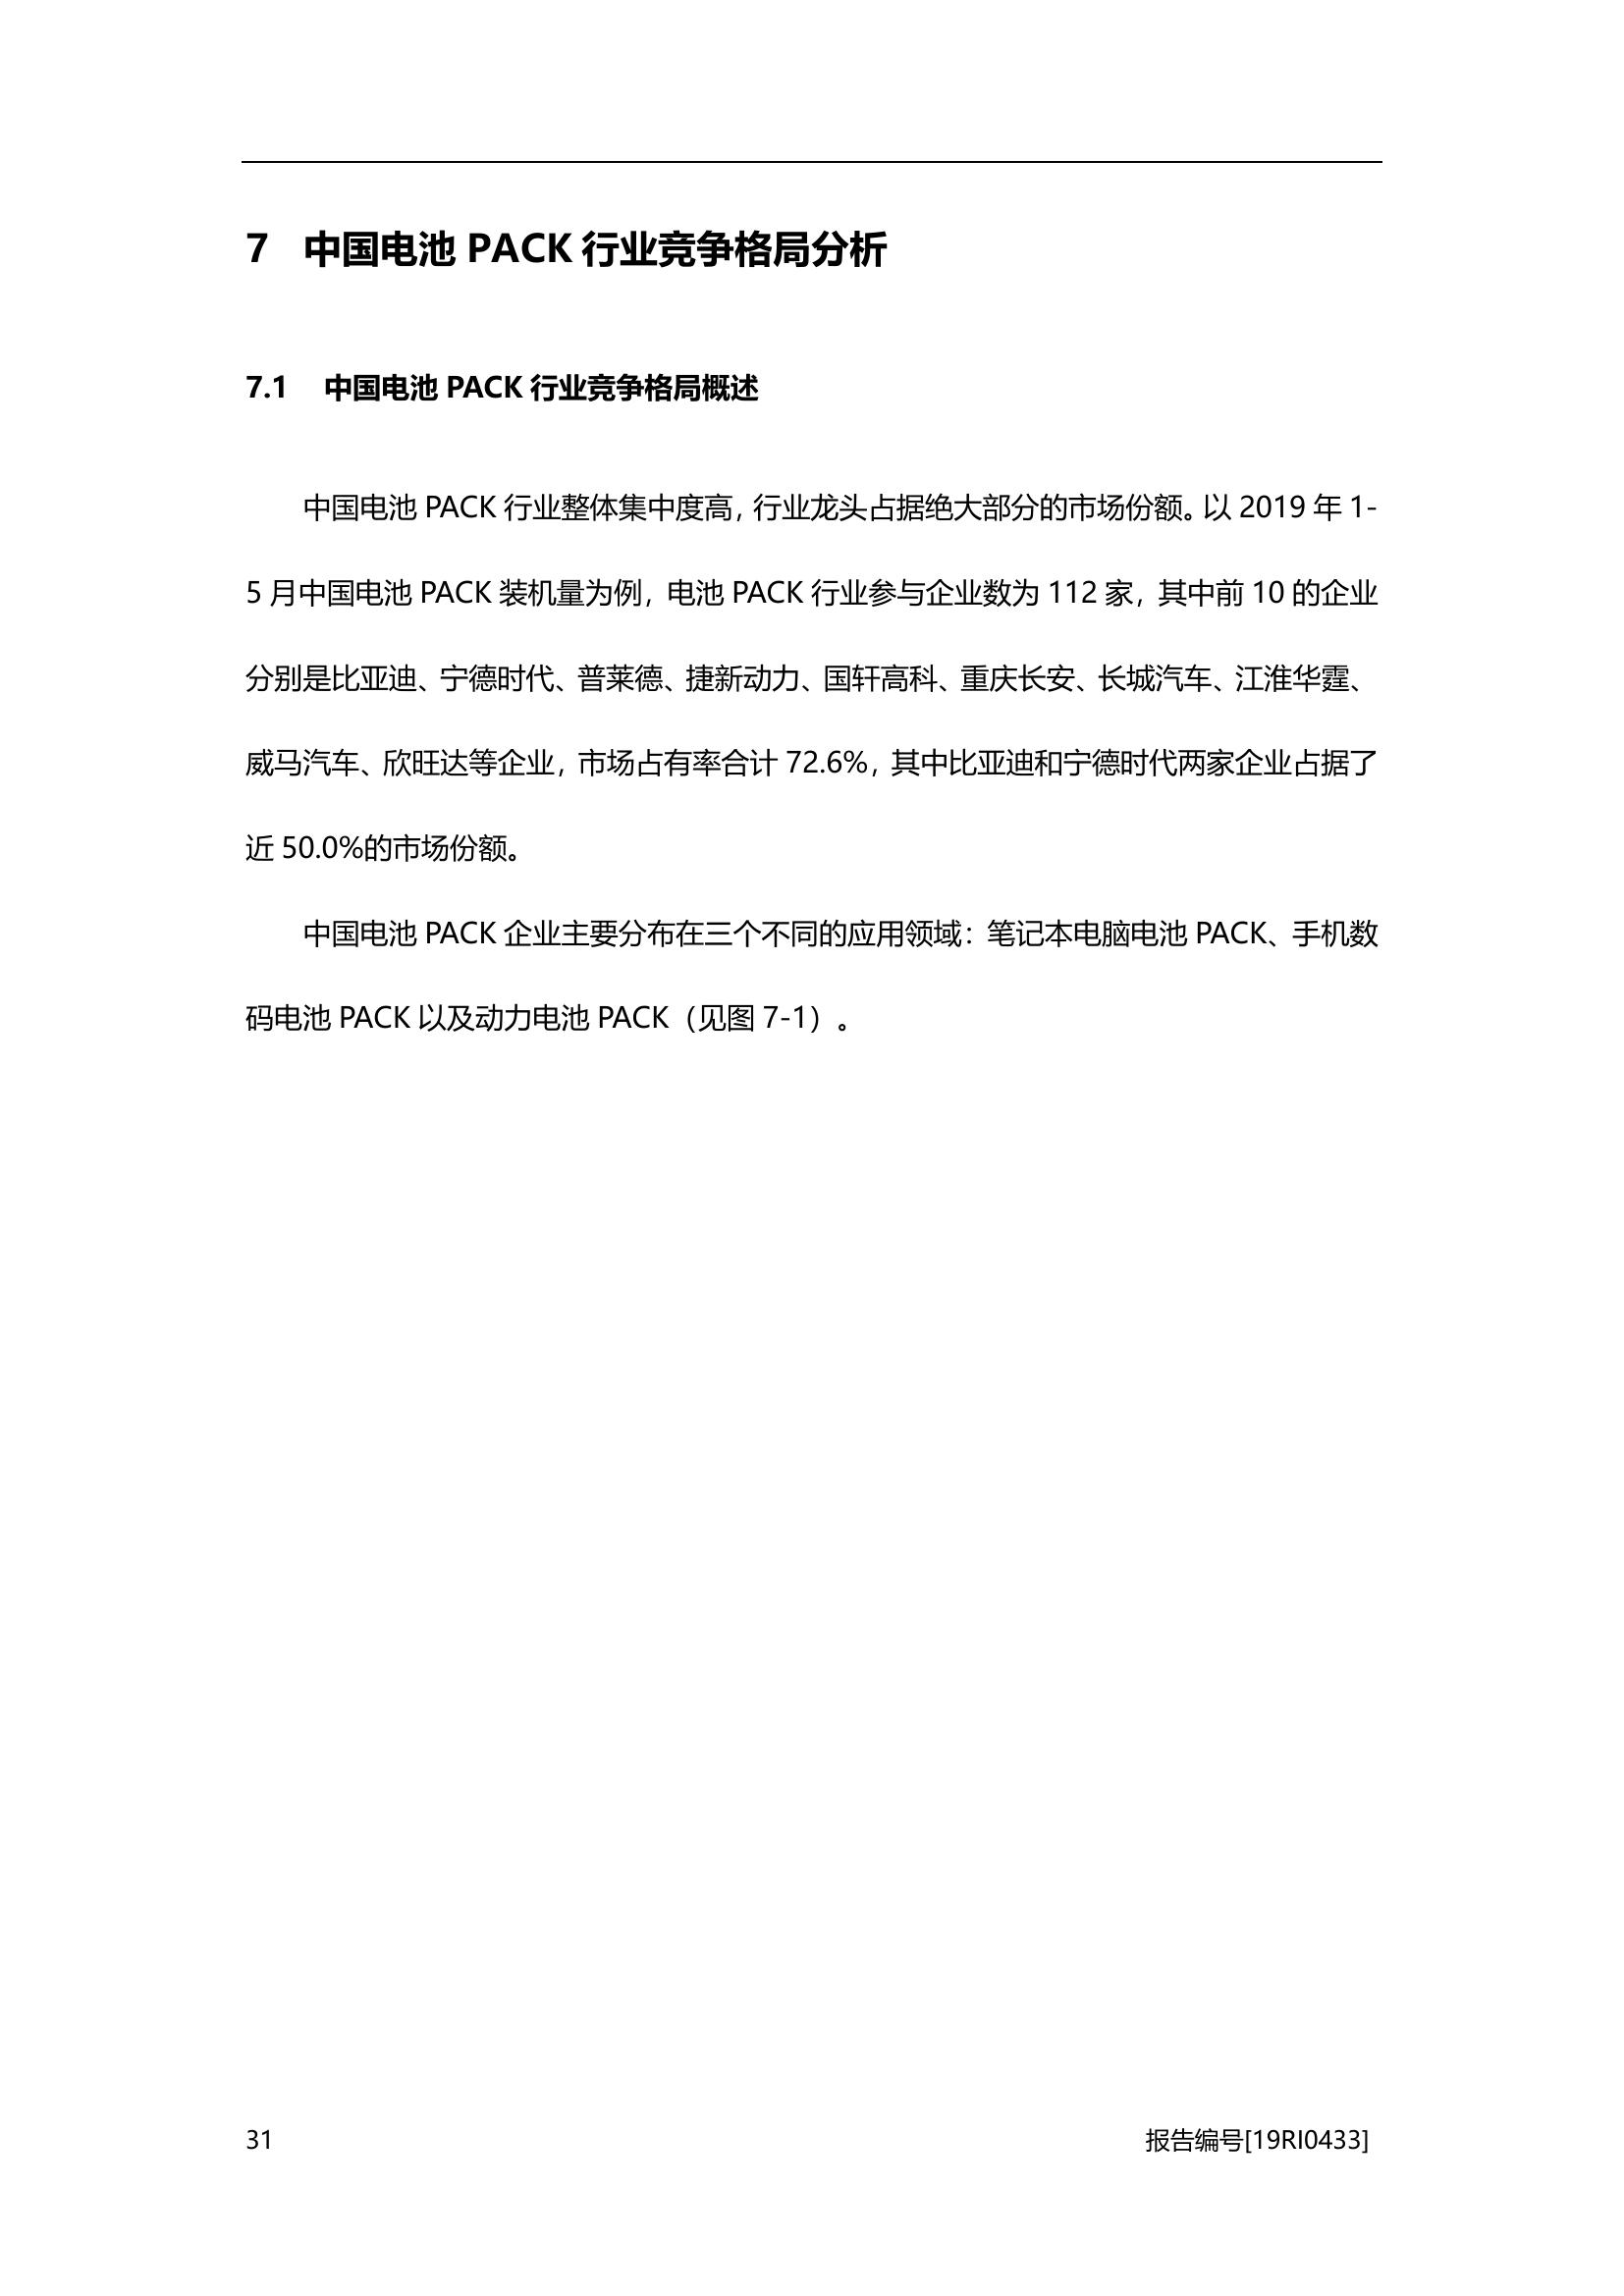 7 中国电池 PACK 行业竞争格局分析
7.1 中国电池 PACK 行业竞争格局概述
中国电池 PACK 行业整体集中度高，行业龙头占据绝大部分的市场份额。以 2019 年 1-
5 月中国电池 PACK 装机量为例，电池 PACK 行业参与企业数为 112 家，其中前 10 的企业
分别是比亚迪、宁德时代、普莱德、捷新动力、国轩高科、重庆长安、长城汽车、江淮华霆、
威马汽车、欣旺达等企业，市场占有率合计 72.6%，其中比亚迪和宁德时代两家企业占据了
近 50.0%的市场份额。
中国电池 PACK 企业主要分布在三个不同的应用领域：笔记本电脑电池 PACK、手机数
码电池 PACK 以及动力电池 PACK（见图 7-1）。
31 报告编号[19RI0433]